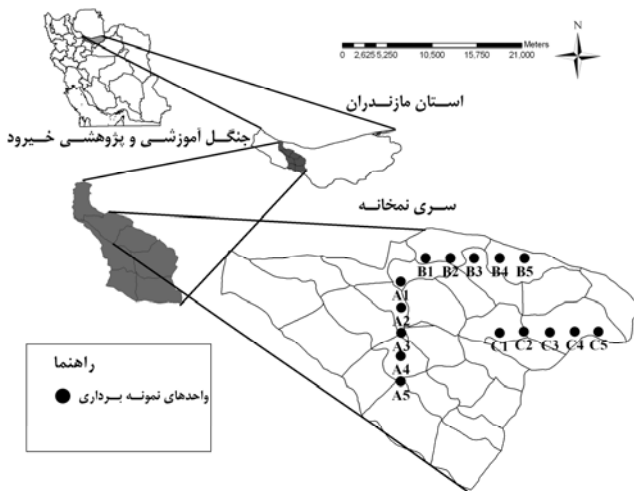 Meters
0 2,625 5,250 10,500 15,750 21,000
N
استان مازندران
جنگل آموزشی و پژوهشی خیرود
سری نمخانه
B1 B2 B3 B4 B5
A1
A2
A3
A4
A5
C1 C2 C3 C4 C5
راهنما
واحدهای نمونه برداری